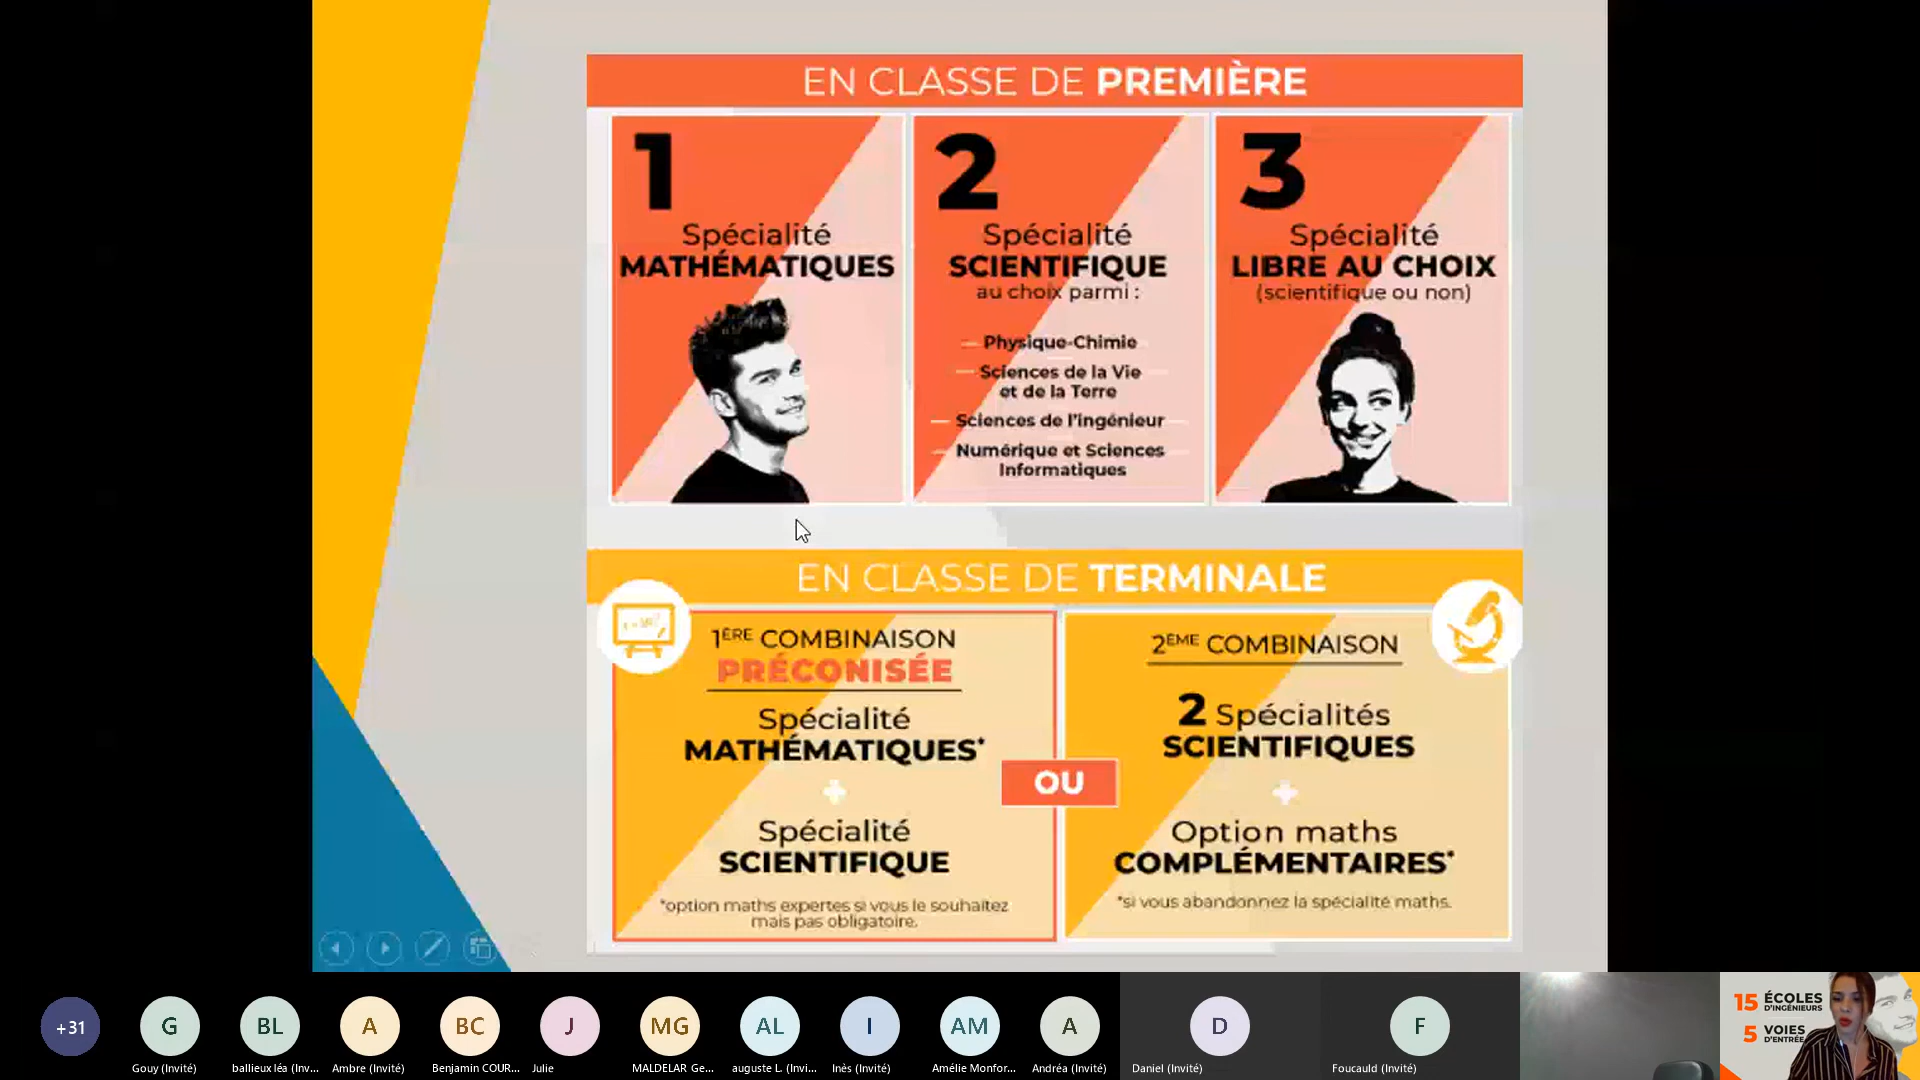 EN CLASSE DE PREMIÈRE
1
Spécialité
MATHÉMATIQUES
2
Spécialité
SCIENTIFIQUE
au choix parmi :
— Physique-Chimie
— Sciences de la Vie
et de la Terre
— Sciences de l'ingénieur
— Numérique et Sciences
Informatiques
3
Spécialité
LIBRE AU CHOIX
(scientifique ou non)
EN CLASSE DE TERMINALE
1ÈRE COMBINAISON
PRÉCONISÉE
Spécialité
MATHÉMATIQUES*
+
Spécialité
SCIENTIFIQUE
*option maths expertes si vous le souhaitez
mais pas obligatoire.
OU
2ÈME COMBINAISON
2 Spécialités
SCIENTIFIQUES
+
Option maths
COMPLÉMENTAIRES*
*si vous abandonnez la spécialité maths.
+31
G
BL
A
BC
J
MG
AL
I
AM
A
D
F
Gouy (Invité)
ballieux léa (Inv...
Ambre (Invité)
Benjamin COUR...
Julie
MALDELAR Ge...
auguste L. (Invi...
Inès (Invité)
Amélie Monfor...
Andréa (Invité)
Daniel (Invité)
Foucauld (Invité)
15 ÉCOLES
D'INGÉNIEURS
5 VOIES
D'ENTRÉE